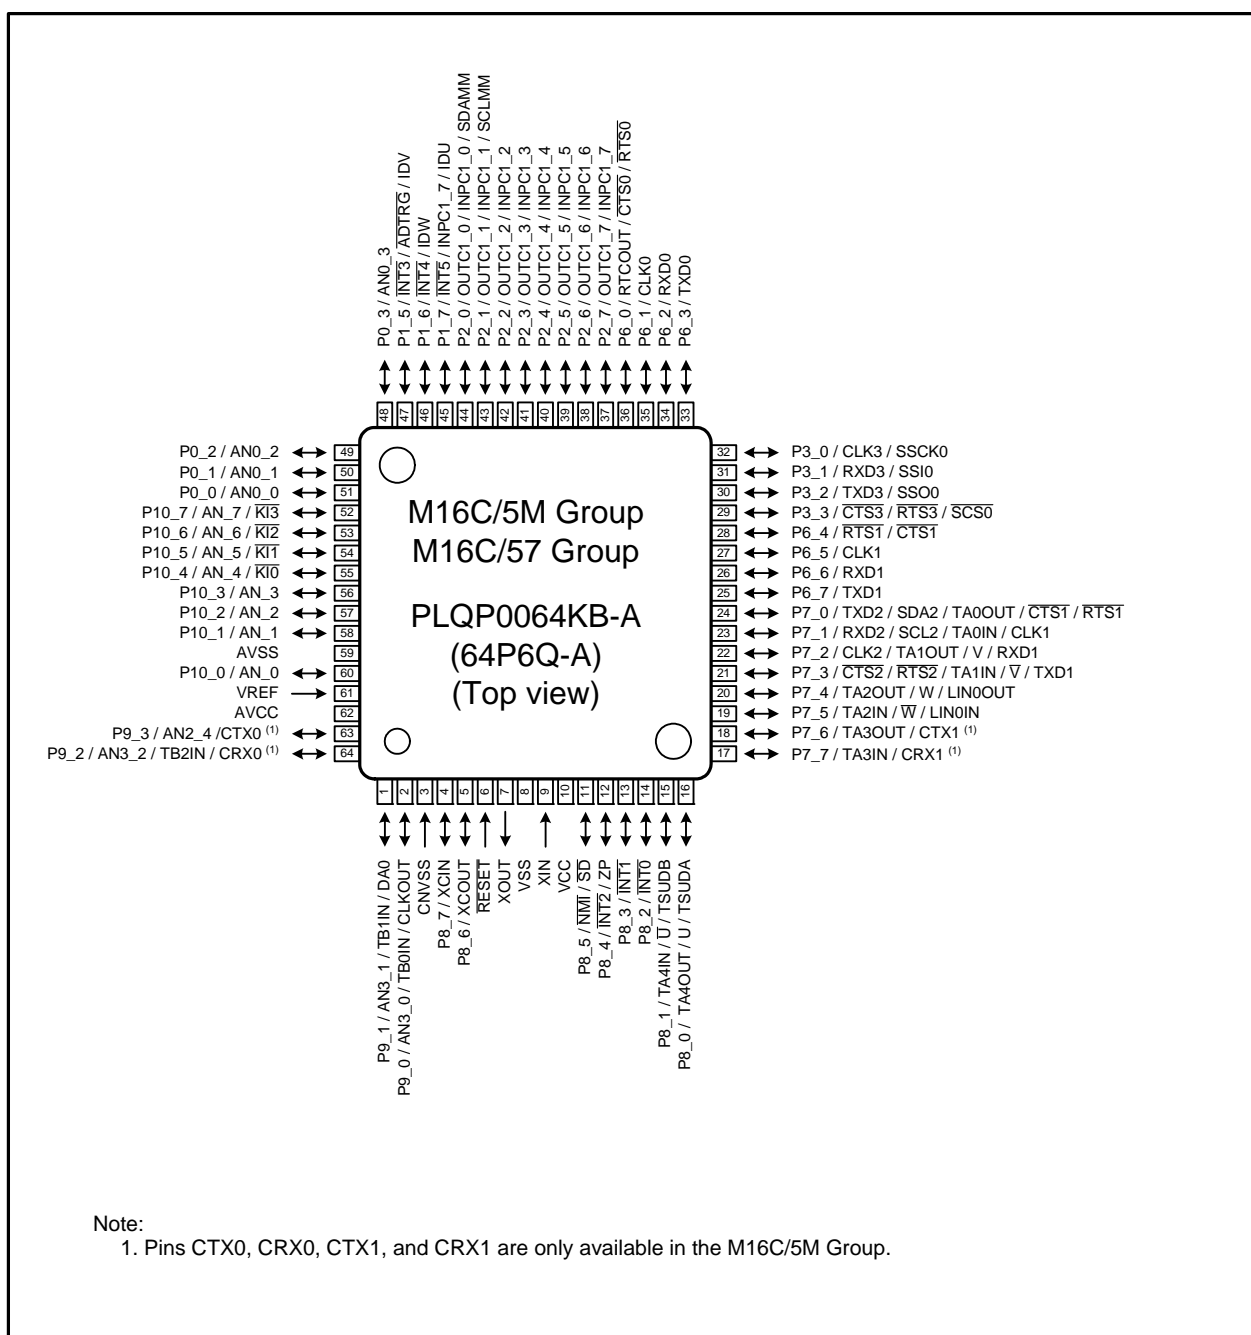 P0_3 / AN0_3
P1_5 / INT3 / ADTRG / IDV
P1_6 / INT4 / IDW
P1_7 / INT5 / INPC1_7 / IDU
P2_0 / OUTC1_0 / INPC1_0 / SDAMM
P2_1 / OUTC1_1 / INPC1_1 / SCLMM
P2_2 / OUTC1_2 / INPC1_2
P2_3 / OUTC1_3 / INPC1_3
P2_4 / OUTC1_4 / INPC1_4
P2_5 / OUTC1_5 / INPC1_5
P2_6 / OUTC1_6 / INPC1_6
P2_7 / OUTC1_7 / INPC1_7
P6_0 / RTCOUT / CTS0 / RTS0
P6_1 / CLK0
P6_2 / RXD0
P6_3 / TXD0
48 47 46 45 44 43 42 41 40 39 38 37 36 35 34 33
P0_2 / AN0_2 49
P0_1 / AN0_1 50
P0_0 / AN0_0 51
P10_7 / AN_7 / KI3 52
P10_6 / AN_6 / KI2 53
P10_5 / AN_5 / KI1 54
P10_4 / AN_4 / KI0 55
P10_3 / AN_3 56
P10_2 / AN_2 57
P10_1 / AN_1 58
AVSS 59
P10_0 / AN_0 60
VREF 61
AVCC 62
P9_3 / AN2_4 /CTX0 (1) 63
P9_2 / AN3_2 / TB2IN / CRX0 (1) 64
M16C/5M Group
M16C/57 Group
PLQP0064KB-A
(64P6Q-A)
(Top view)
32 P3_0 / CLK3 / SSCK0
31 P3_1 / RXD3 / SSI0
30 P3_2 / TXD3 / SSO0
29 P3_3 / CTS3 / RTS3 / SCS0
28 P6_4 / RTS1 / CTS1
27 P6_5 / CLK1
26 P6_6 / RXD1
25 P6_7 / TXD1
24 P7_0 / TXD2 / SDA2 / TA0OUT / CTS1 / RTS1
23 P7_1 / RXD2 / SCL2 / TA0IN / CLK1
22 P7_2 / CLK2 / TA1OUT / V / RXD1
21 P7_3 / CTS2 / RTS2 / TA1IN / V / TXD1
20 P7_4 / TA2OUT / W / LIN0OUT
19 P7_5 / TA2IN / W / LIN0IN
18 P7_6 / TA3OUT / CTX1 (1)
17 P7_7 / TA3IN / CRX1 (1)
1 2 3 4 5 6 7 8 9 10 11 12 13 14 15 16
P9_1 / AN3_1 / TB1IN / DA0
P9_0 / AN3_0 / TB0IN / CLKOUT
CNVSS
P8_7 / XCIN
P8_6 / XCOUT
RESET
XOUT
VSS
XIN
VCC
P8_5 / NMI / SD
P8_4 / INT2 / ZP
P8_3 / INT1
P8_2 / INT0
P8_1 / TA4IN / U / TSUDB
P8_0 / TA4OUT / U / TSUDA
Note:
1. Pins CTX0, CRX0, CTX1, and CRX1 are only available in the M16C/5M Group.